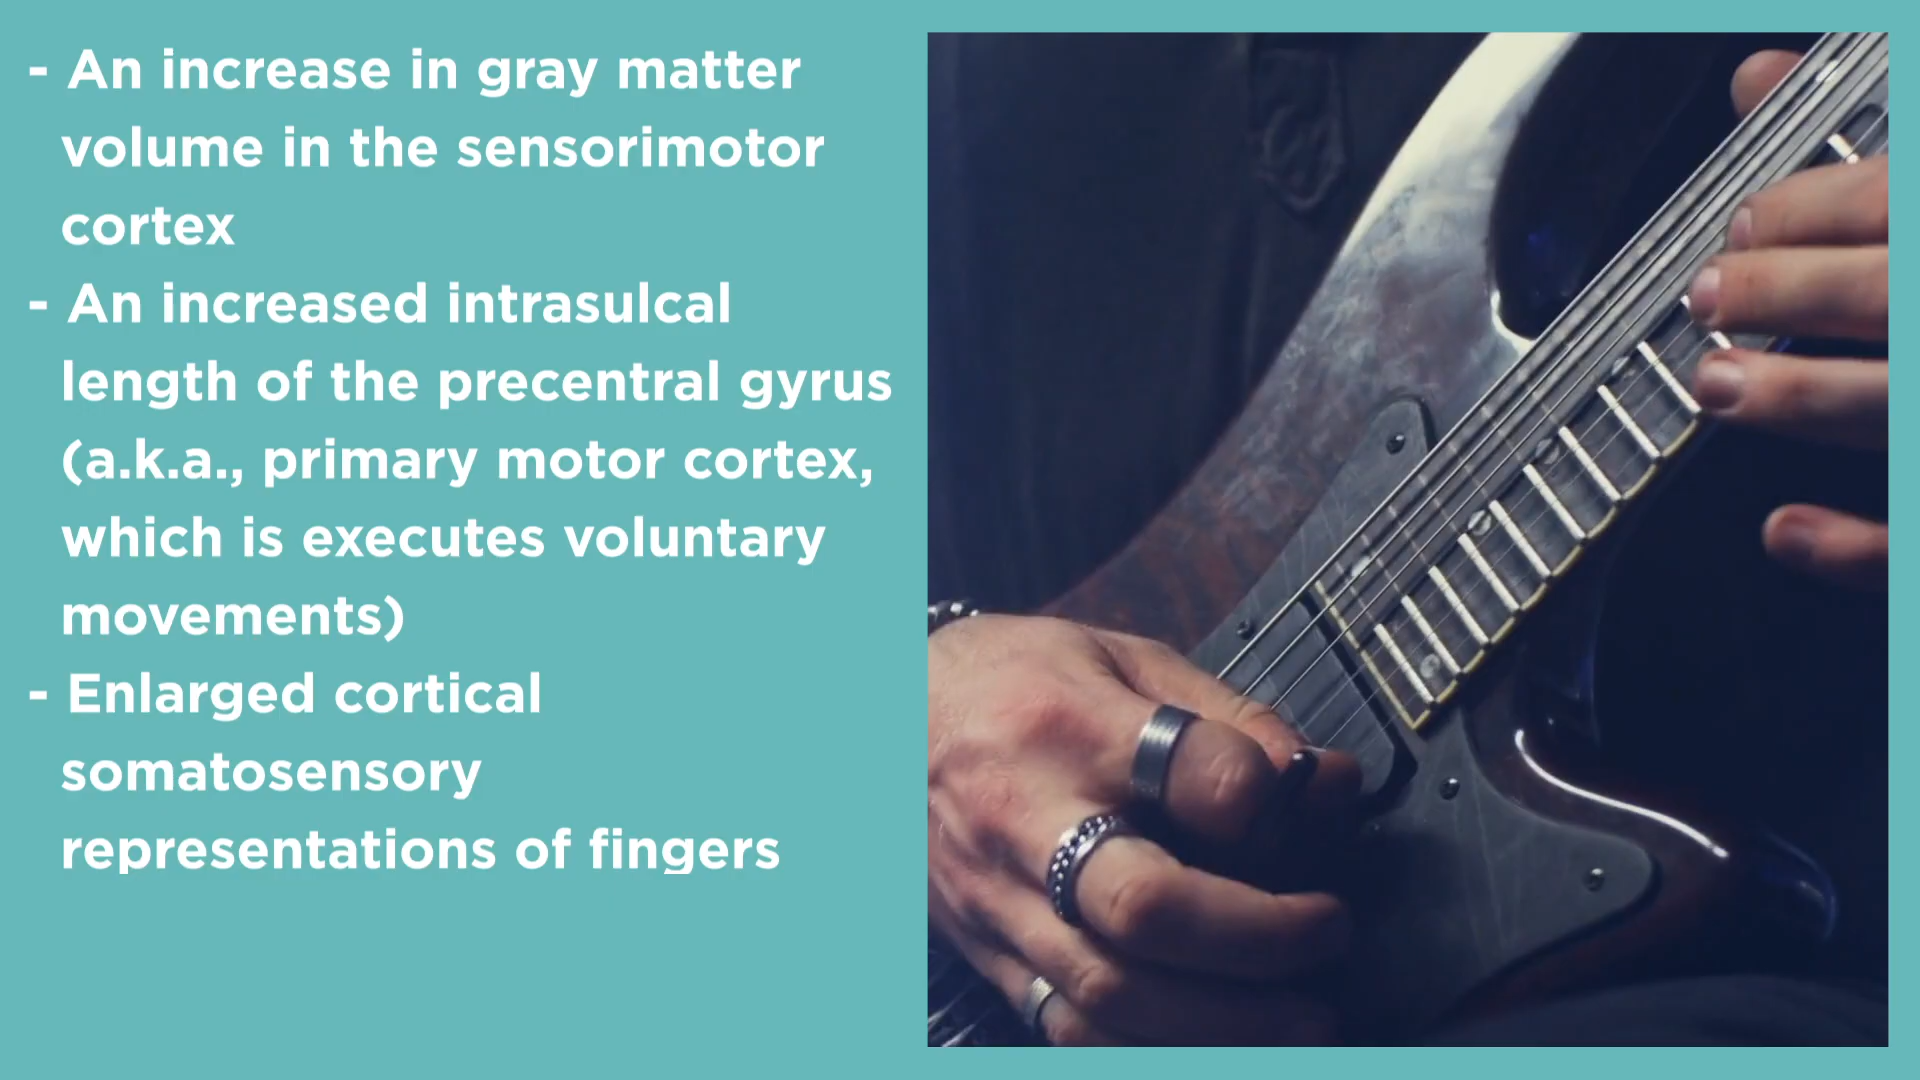 - An increase in gray matter
volume in the sensorimotor
cortex
- An increased intrasulcal
length of the precentral gyrus
(a.k.a., primary motor cortex,
which is executes voluntary
movements)
- Enlarged cortical
somatosensory
representations of fingers